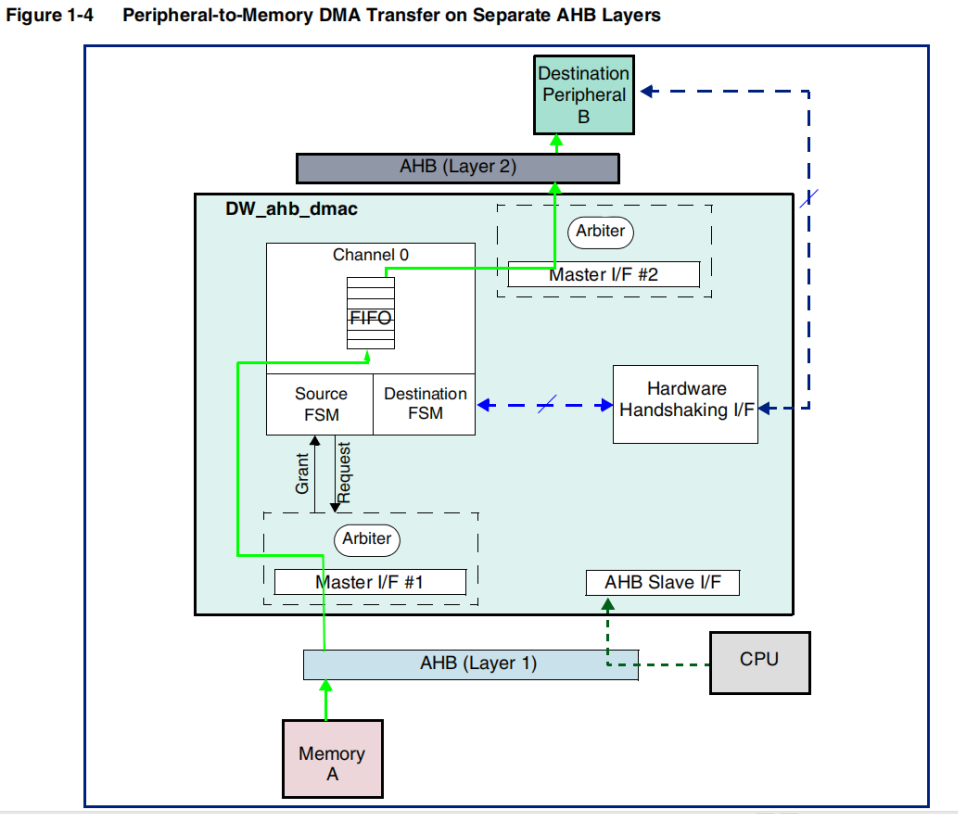 Figure 1-4 Peripheral-to-Memory DMA Transfer on Separate AHB Layers
Destination
Peripheral
B
AHB (Layer 2)
DW_ahb_dmac
Arbiter
Master I/F #2
Channel 0
FIFO
Source
FSM
Destination
FSM
Hardware
Handshaking I/F
Grant
Request
Arbiter
Master I/F #1
AHB Slave I/F
AHB (Layer 1)
CPU
Memory
A